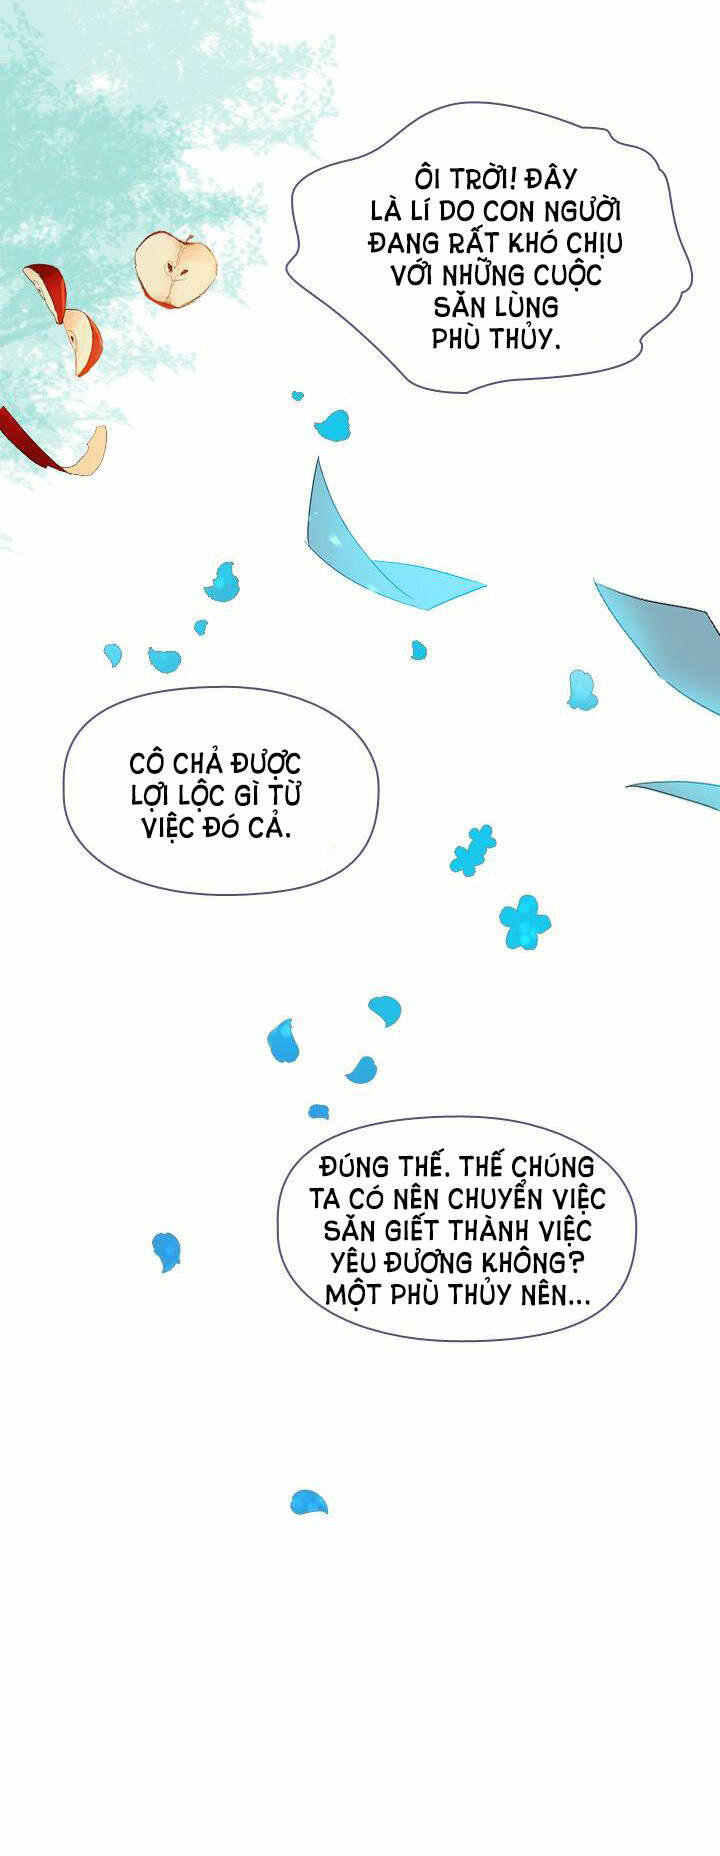 ÔI TRỜI! ĐÂY
LÀ LÍ DO CON NGƯỜI
ĐANG RẤT KHÓ CHỊU
VỚI NHỮNG CUỘC
SĂN LÙNG
PHÙ THỦY.
CÔ CHẢ ĐƯỢC
LỢI LỘC GÌ TỪ
VIỆC ĐÓ CẢ.
ĐÚNG THẾ. THẾ CHÚNG
TA CÓ NÊN CHUYỂN VIỆC
SĂN GIẾT THÀNH VIỆC
YÊU ĐƯƠNG KHÔNG?
MỘT PHÙ THỦY NÊN...